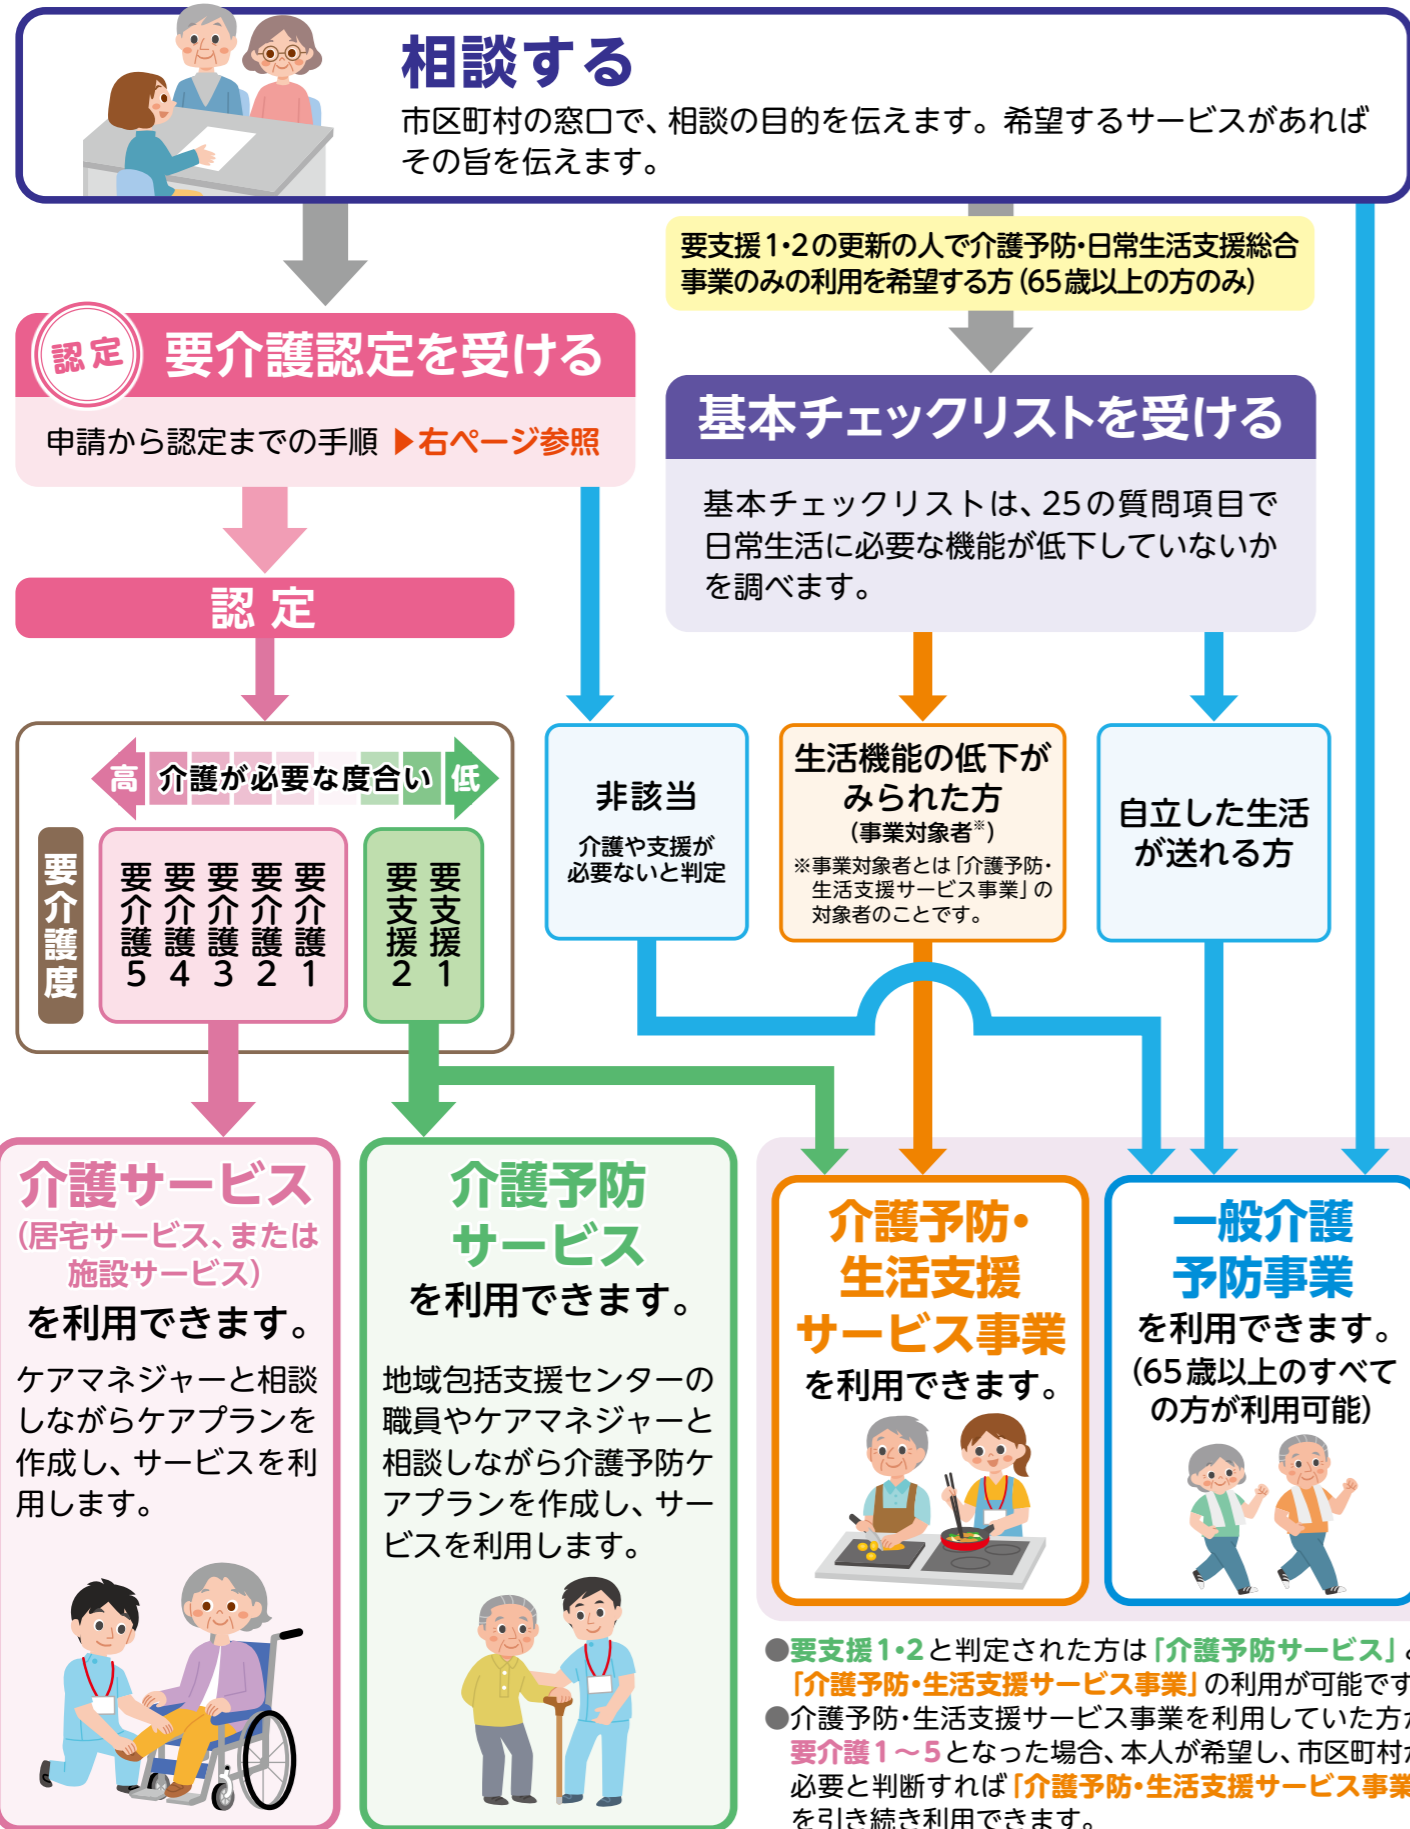 相談する
市区町村の窓口で、相談の目的を伝えます。希望するサービスがあれば
その旨を伝えます。
要支援1・2の更新の人で介護予防・日常生活支援総合
事業のみの利用を希望する方（65歳以上の方のみ）
認定
要介護認定を受ける
申請から認定までの手順 ▶右ページ参照
基本チェックリストを受ける
基本チェックリストは、25の質問項目で
日常生活に必要な機能が低下していないか
を調べます。
認定
高 介護が必要な度合い 低
要介護度
要介護5
要介護4
要介護3
要介護2
要介護1
要支援2
要支援1
非該当
介護や支援が
必要ないと判定
生活機能の低下が
みられた方
（事業対象者※）
※事業対象者とは「介護予防・
生活支援サービス事業」の
対象者のことです。
自立した生活
が送れる方
介護サービス
（居宅サービス、または
施設サービス）
を利用できます。
ケアマネジャーと相談
しながらケアプランを
作成し、サービスを利
用します。
介護予防
サービス
を利用できます。
地域包括支援センターの
職員やケアマネジャーと
相談しながら介護予防ケ
アプランを作成し、サー
ビスを利用します。
介護予防・
生活支援
サービス事業
を利用できます。
一般介護
予防事業
を利用できます。
（65歳以上のすべて
の方が利用可能）
●要支援1・2と判定された方は「介護予防サービス」
「介護予防・生活支援サービス事業」の利用が可能です
●介護予防・生活支援サービス事業を利用していた方が
要介護1～5となった場合、本人が希望し、市区町村が
必要と判断すれば「介護予防・生活支援サービス事業
を引き続き利用できます。